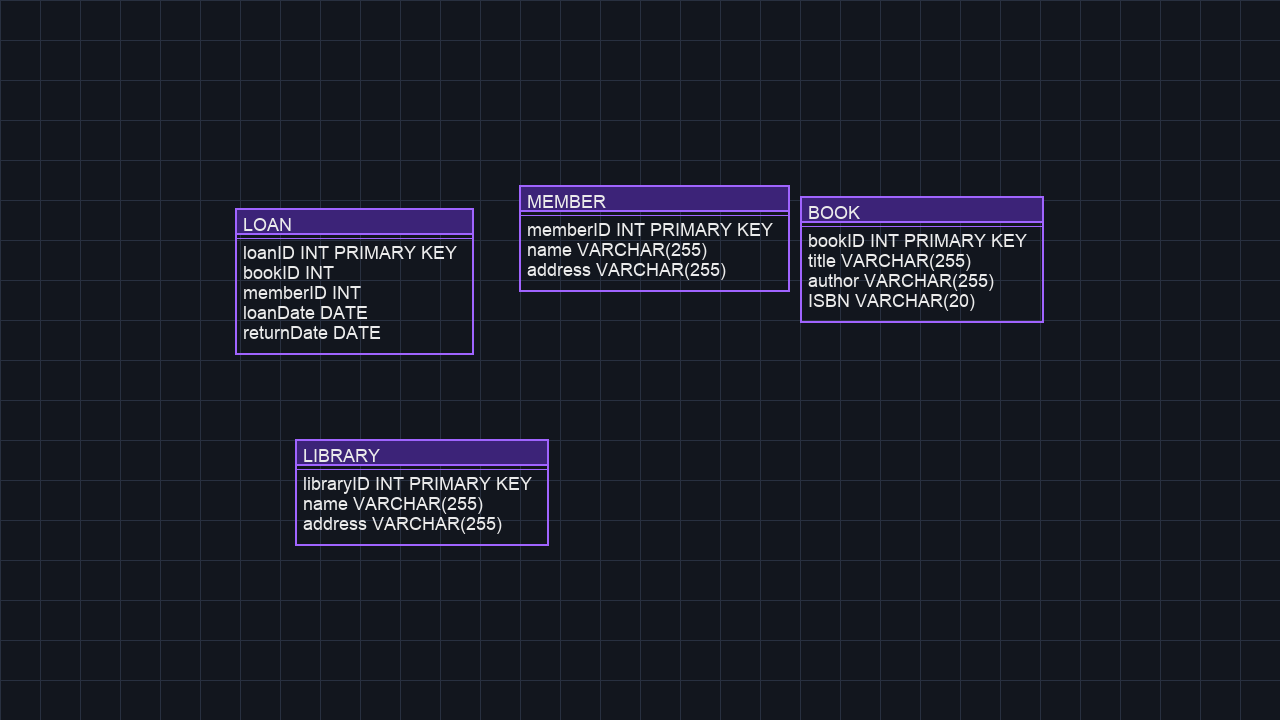 LOAN
loanID INT PRIMARY KEY
bookID INT
memberID INT
loanDate DATE
returnDate DATE
MEMBER
memberID INT PRIMARY KEY
name VARCHAR(255)
address VARCHAR(255)
BOOK
bookID INT PRIMARY KEY
title VARCHAR(255)
author VARCHAR(255)
ISBN VARCHAR(20)
LIBRARY
libraryID INT PRIMARY KEY
name VARCHAR(255)
address VARCHAR(255)